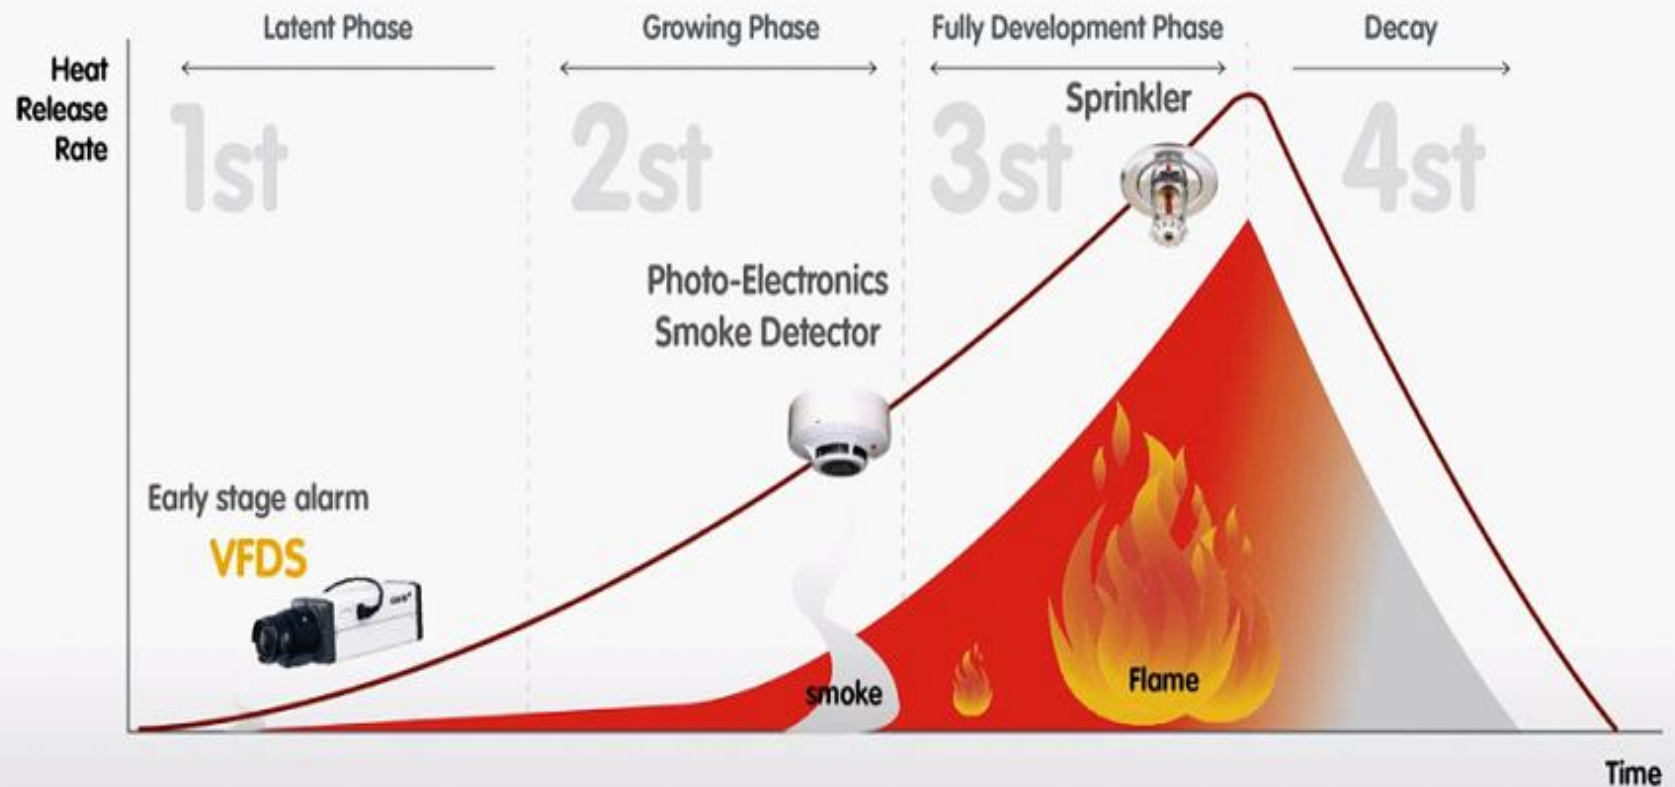 Latent Phase
Growing Phase
Fully Development Phase
Decay
Heat
Release
Rate
1st
2st
3st
4st
Sprinkler
Photo-Electronics
Smoke Detector
Early stage alarm
VFDS
smoke
Flame
Time